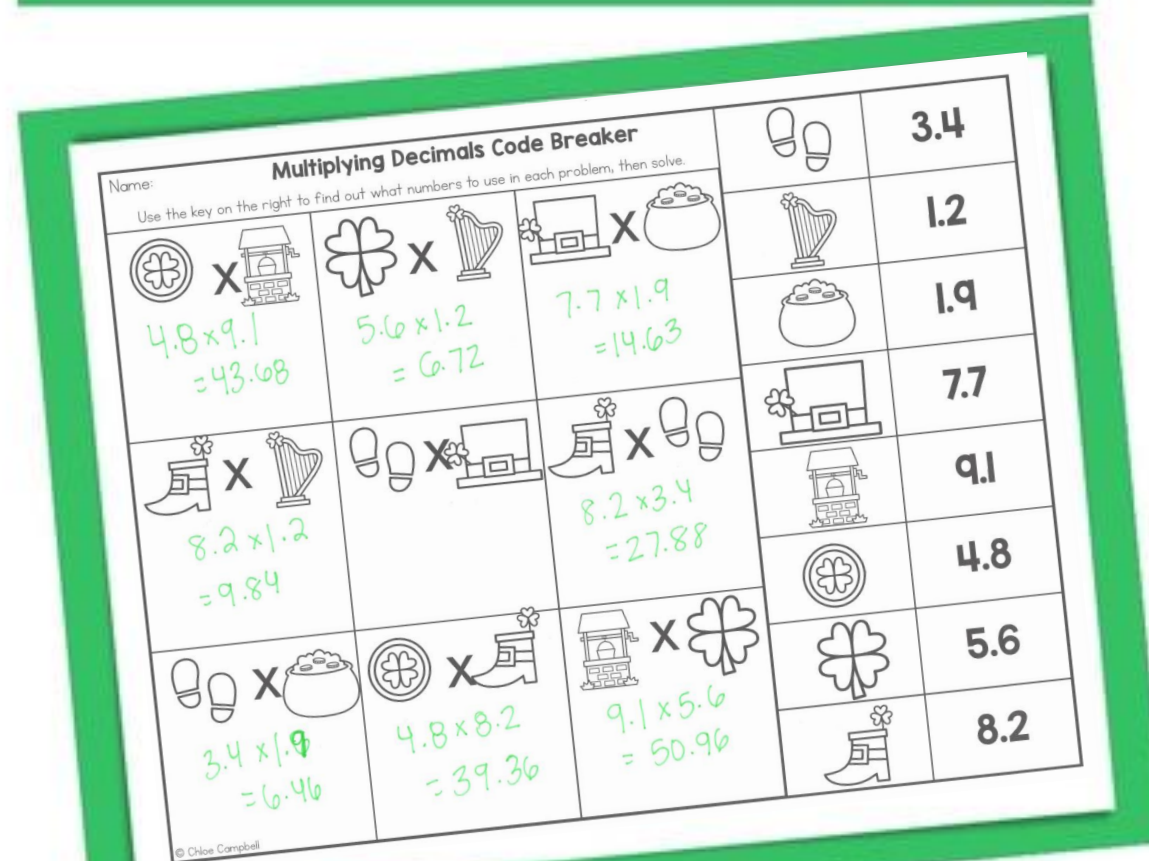 Multiplying Decimals Code Breaker
Name:
Use the key on the right to find out what numbers to use in each problem, then solve.
X
4.8 x 9.1
= 43.68
X
5.6 x 1.2
= 6.72
X
7.7 x 1.9
= 14.63
X
8.2 x 1.2
= 9.84
X
X
8.2 x 3.4
= 27.88
X
3.4 x 1.9
= 6.46
X
4.8 x 8.2
= 39.36
X
9.1 x 5.6
= 50.96
3.4
1.2
1.9
7.7
9.1
4.8
5.6
8.2
© Chloe Campbell